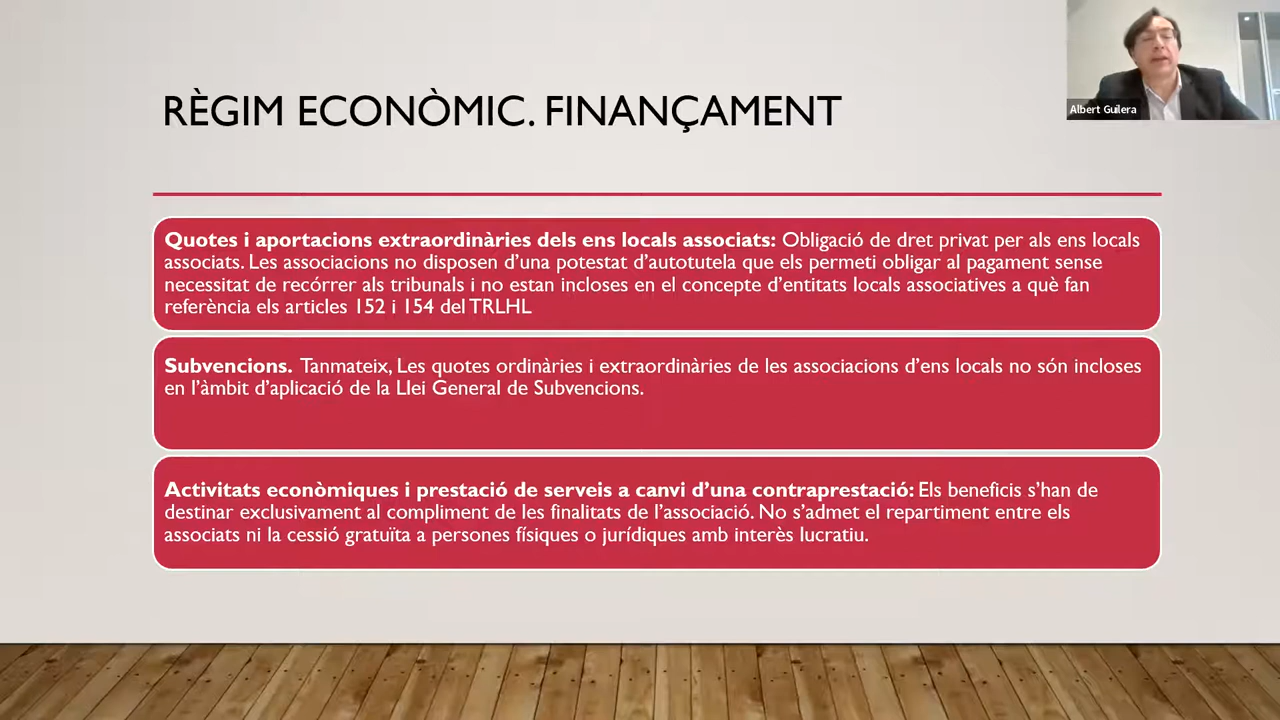 RÈGIM ECONÒMIC. FINANÇAMENT
Albert Guilera
Quotes i aportacions extraordinàries dels ens locals associats: Obligació de dret privat per als ens locals
associats. Les associacions no disposen d'una potestat d'autotutela que els permeti obligar al pagament sense
necessitat de recórrer als tribunals i no estan incloses en el concepte d'entitats locals associatives a què fan
referència els articles 152 i 154 del TRLHL
Subvencions. Tanmateix, Les quotes ordinàries i extraordinàries de les associacions d'ens locals no són incloses
en l'àmbit d'aplicació de la Llei General de Subvencions.
Activitats econòmiques i prestació de serveis a canvi d'una contraprestació: Els beneficis s'han de
destinar exclusivament al compliment de les finalitats de l'associació. No s'admet el repartiment entre els
associats ni la cessió gratuïta a persones físiques o jurídiques amb interès lucratiu.